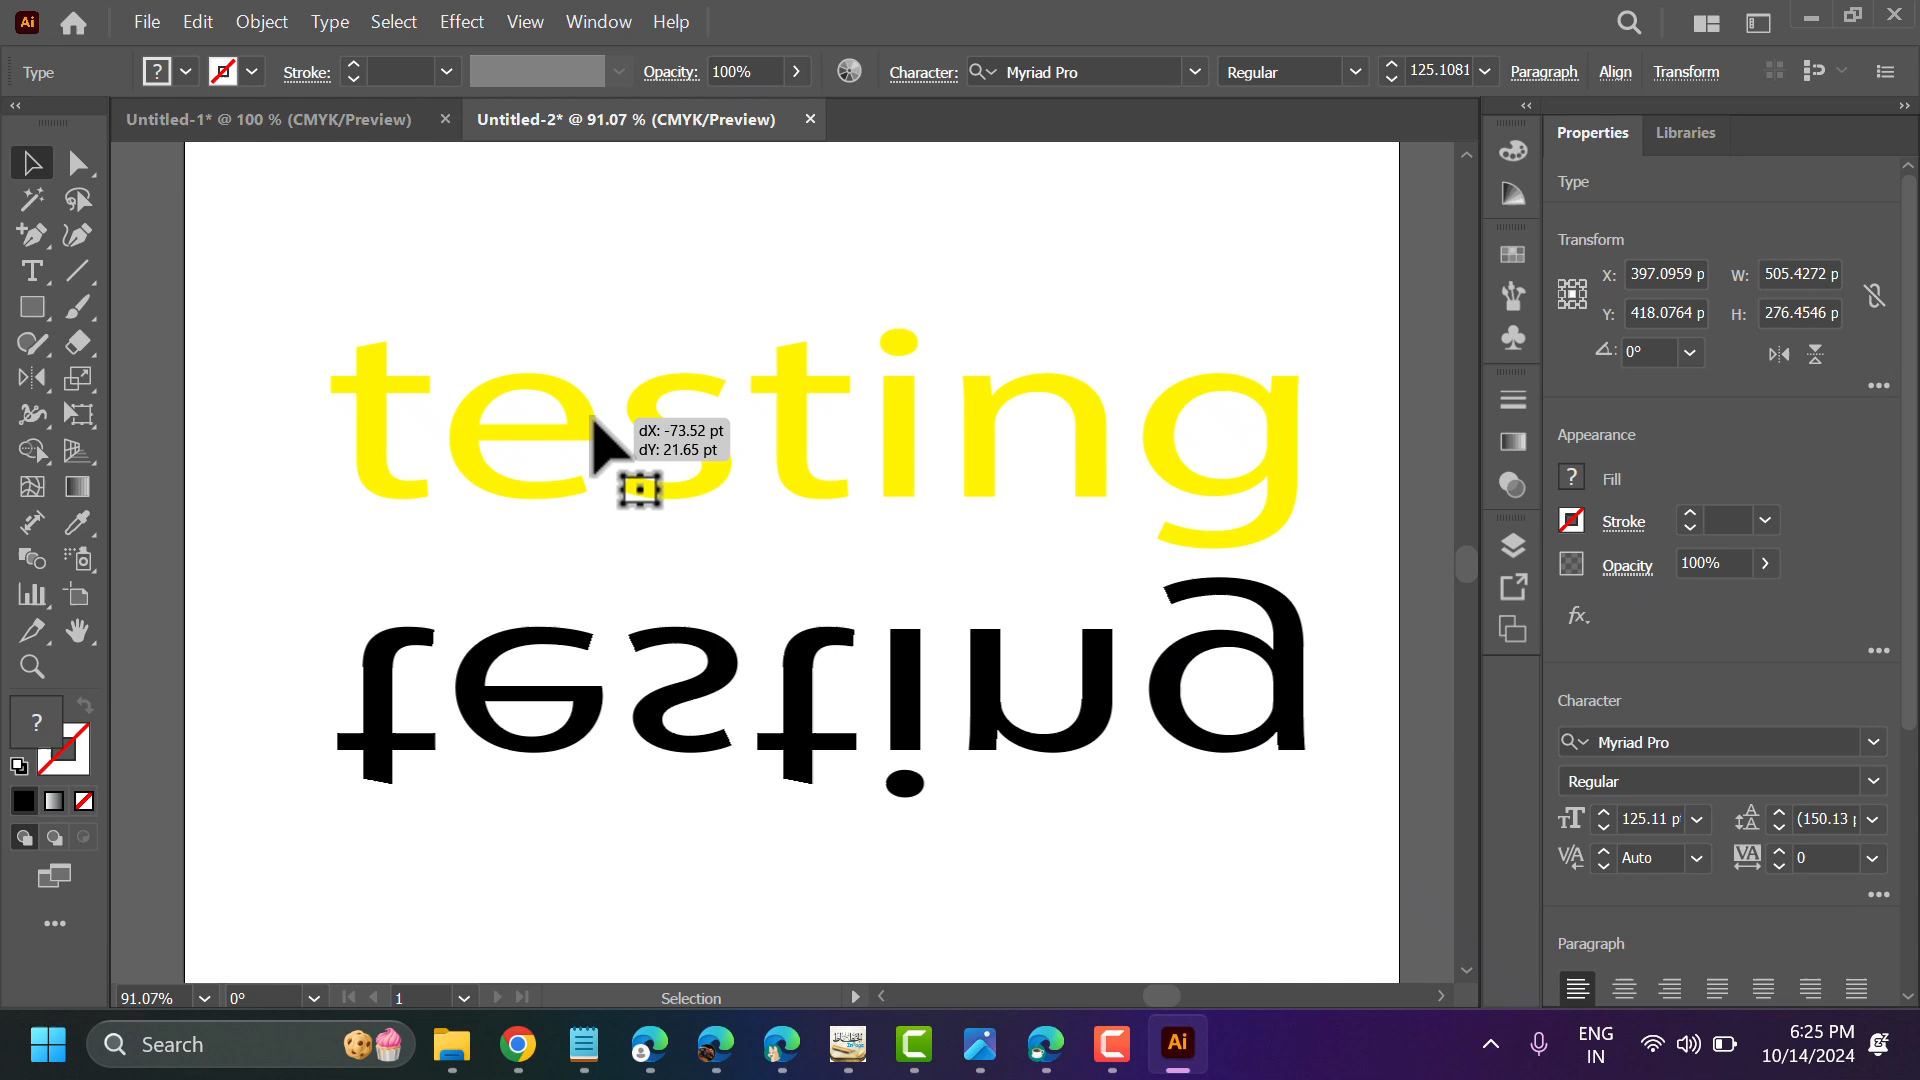 Ai File Edit Object Type Select Effect View Window Help
Type ? Stroke: Opacity: 100% Character: Myriad Pro Regular 125.1081 Paragraph Align Transform
Untitled-1* @ 100 % (CMYK/Preview) Untitled-2* @ 91.07 % (CMYK/Preview)
Properties Libraries
Type
Transform
X: 397.0959 p W: 505.4272 p
Y: 418.0764 p H: 276.4546 p
0°
testing
dX: -73.52 pt
dY: 21.65 pt
testing
Appearance
? Fill
Stroke
Opacity 100%
fx.
Character
Myriad Pro
Regular
125.11 p (150.13 p
Auto 0
Paragraph
?
91.07% 0° 1 Selection
Search Ai ENG IN 6:25 PM
10/14/2024